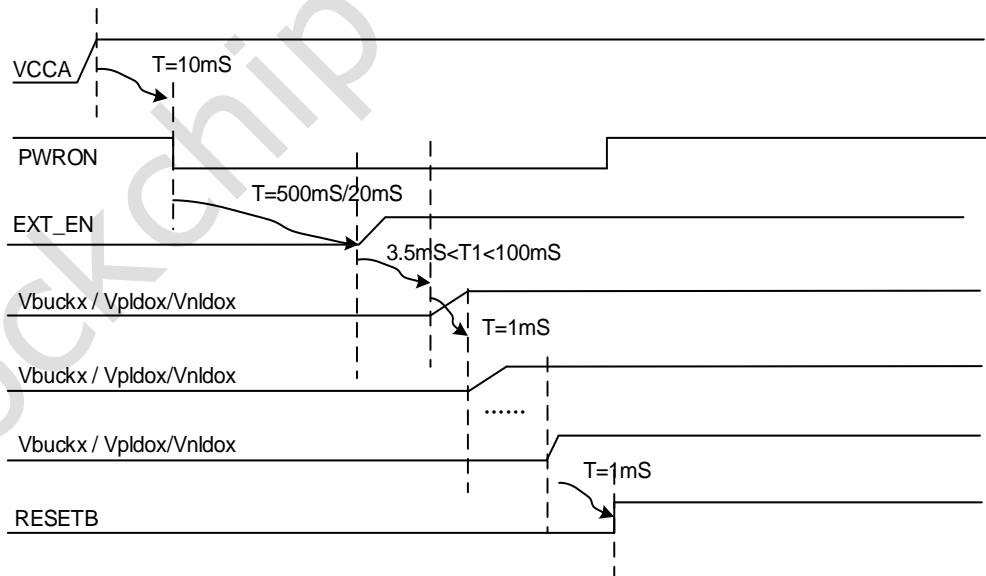 VCCA
T=10mS
PWRON
T=500mS/20mS
EXT_EN
3.5mS<T1<100mS
Vbuckx / Vpldox/Vnldox
T=1mS
Vbuckx / Vpldox/Vnldox
......
Vbuckx / Vpldox/Vnldox
T=1mS
RESETB
ockchip